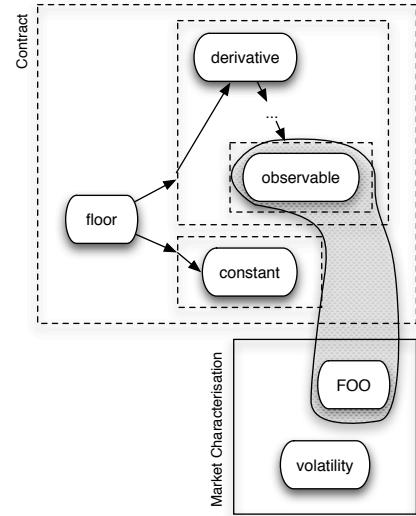 Contract
derivative
...
observable
floor
constant
Market Characterisation
FOO
volatility